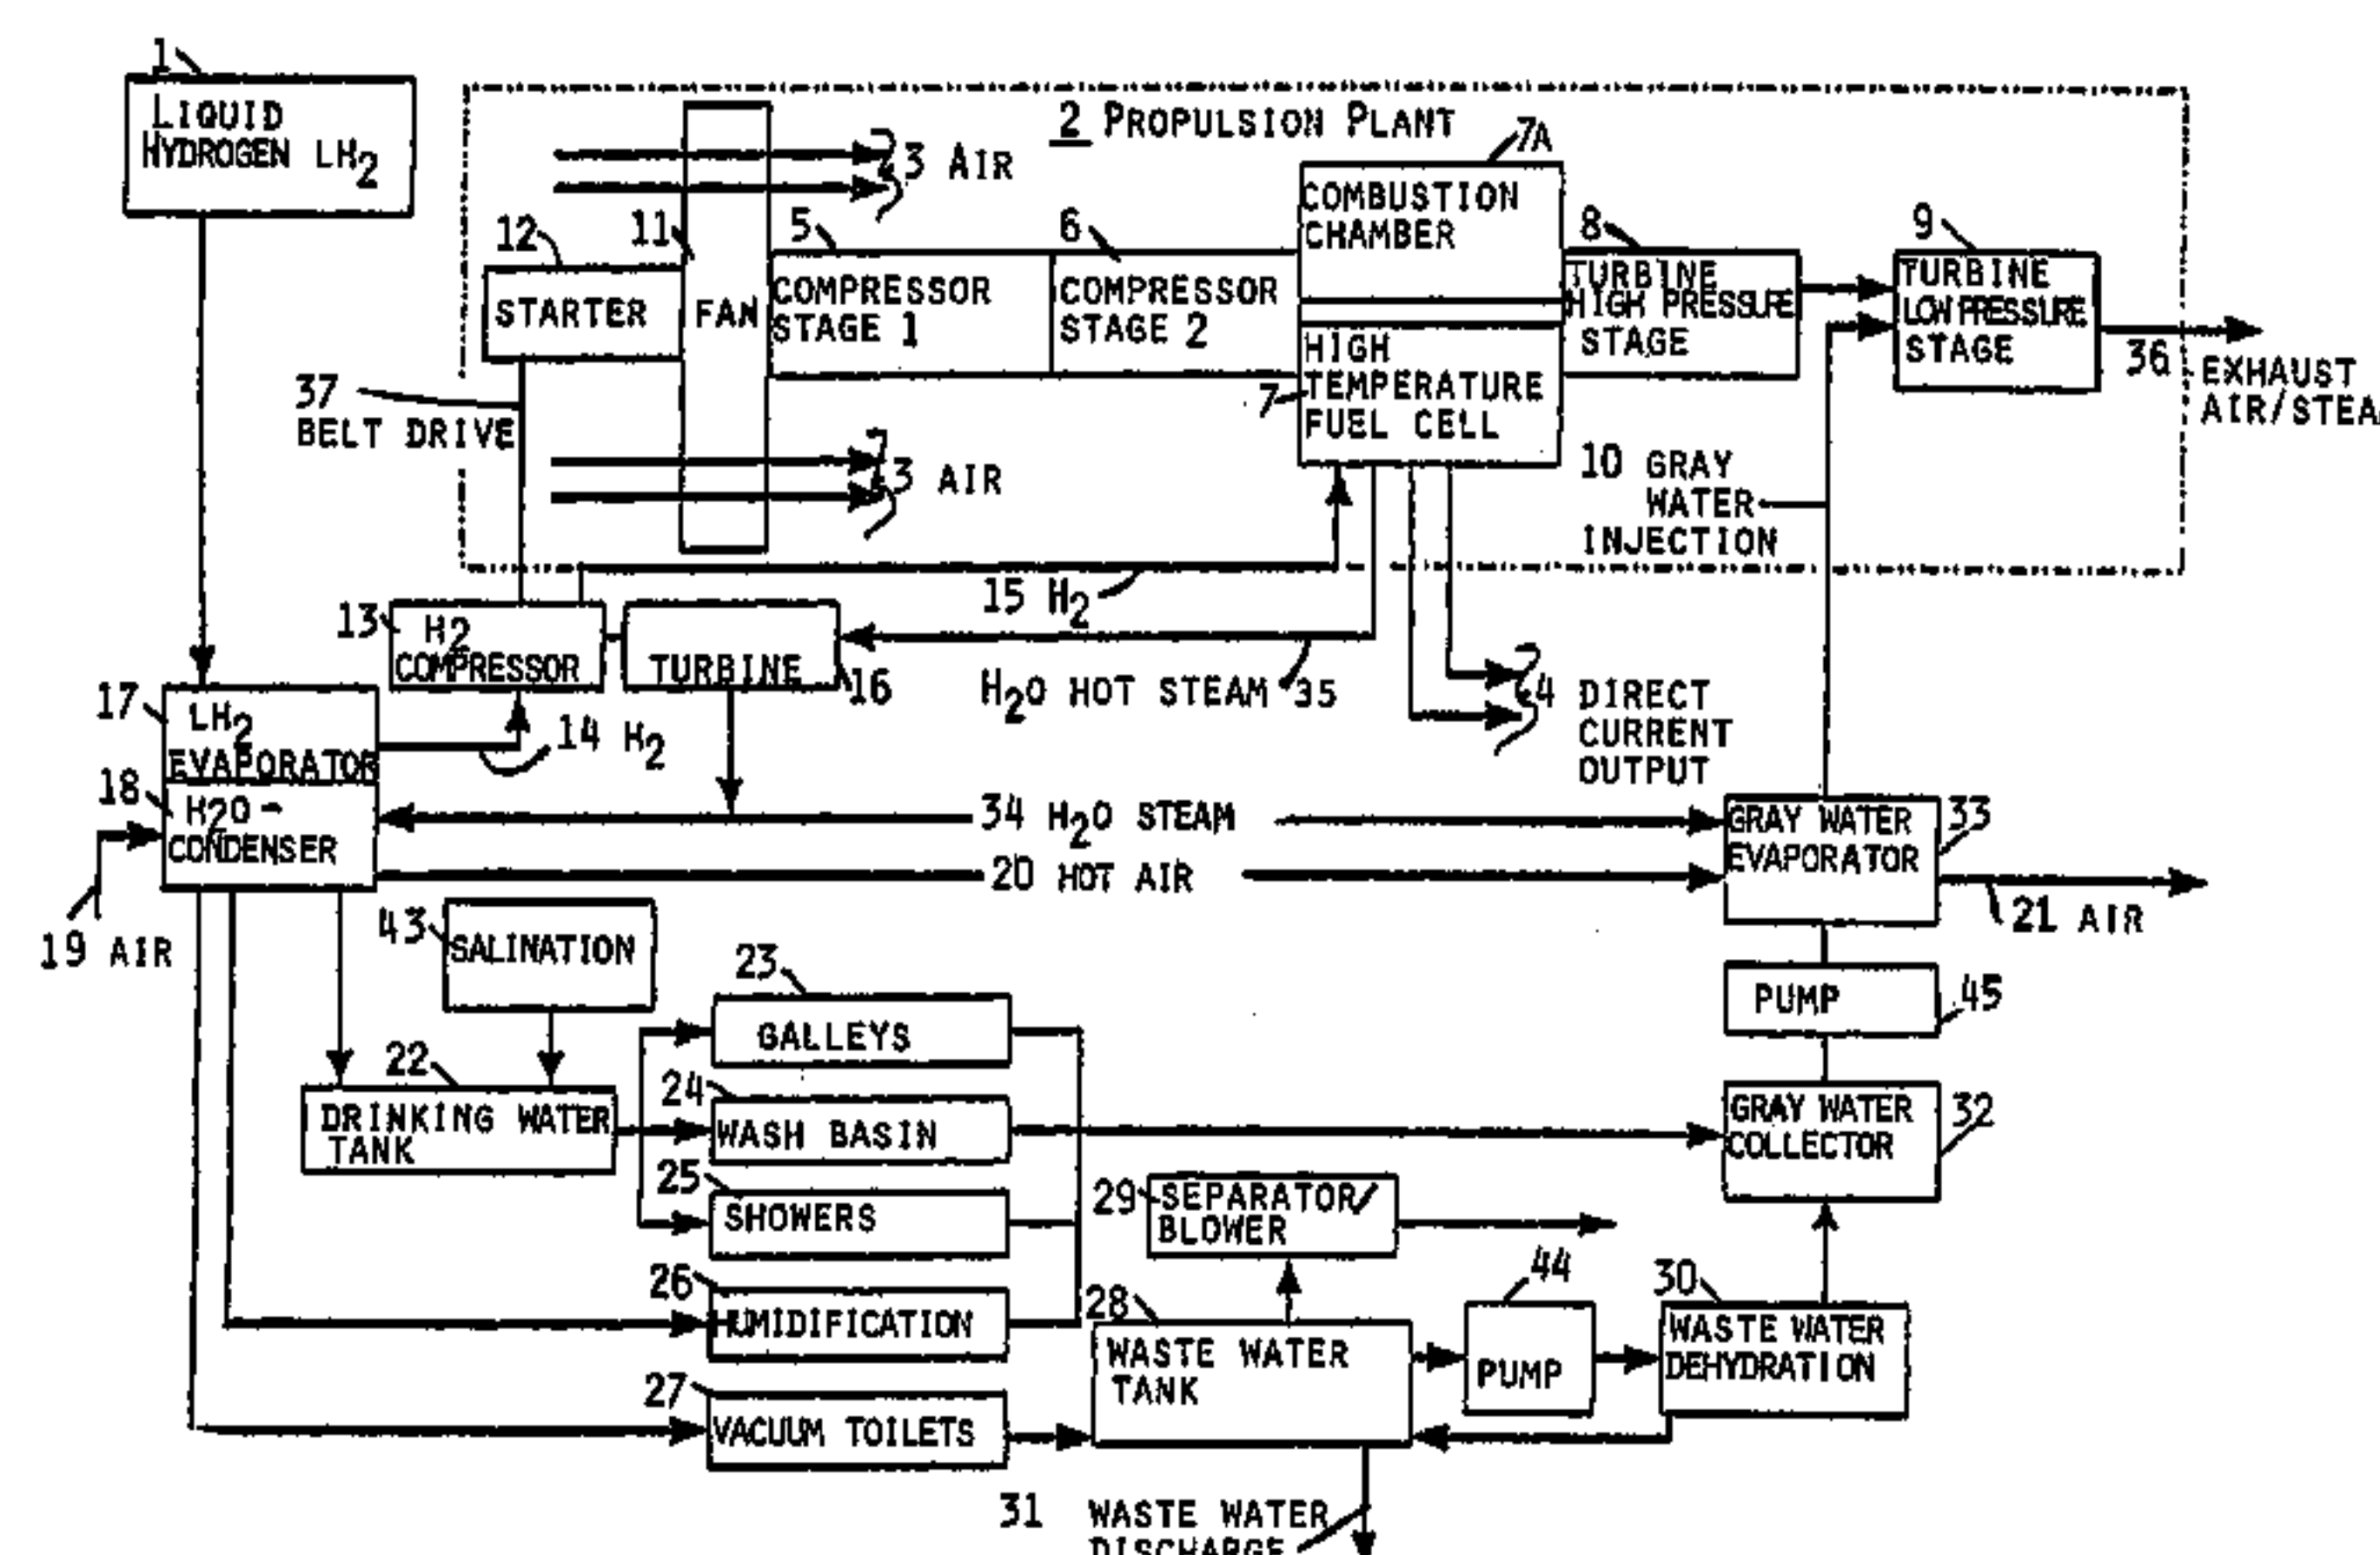 1
LIQUID
HYDROGEN LH2
2 PROPULSION PLANT
7A
3 AIR
COMBUSTION
CHAMBER
12
11
5
6
8
9
STARTER
FAN
COMPRESSOR
STAGE 1
COMPRESSOR
STAGE 2
TURBINE
HIGH PRESSURE
STAGE
TURBINE
LOW PRESSURE
STAGE
HIGH
TEMPERATURE
FUEL CELL
7
36
EXHAUST
AIR/STEA
37
BELT DRIVE
3 AIR
10 GRAY
WATER
INJECTION
15 H2
13
H2
COMPRESSOR
TURBINE
16
H2O HOT STEAM 35
4 DIRECT
CURRENT
OUTPUT
17
LH2
EVAPORATOR
14 H2
18
H2O-
CONDENSER
34 H2O STEAM
20 HOT AIR
GRAY WATER
EVAPORATOR
33
19 AIR
21 AIR
43
SALINATION
23
GALLEYS
PUMP
45
22
DRINKING WATER
TANK
24
WASH BASIN
GRAY WATER
COLLECTOR
32
25
SHOWERS
29
SEPARATOR/
BLOWER
26
HUMIDIFICATION
28
WASTE WATER
TANK
44
PUMP
30
WASTE WATER
DEHYDRATION
27
VACUUM TOILETS
31 WASTE WATER
DISCHARGE